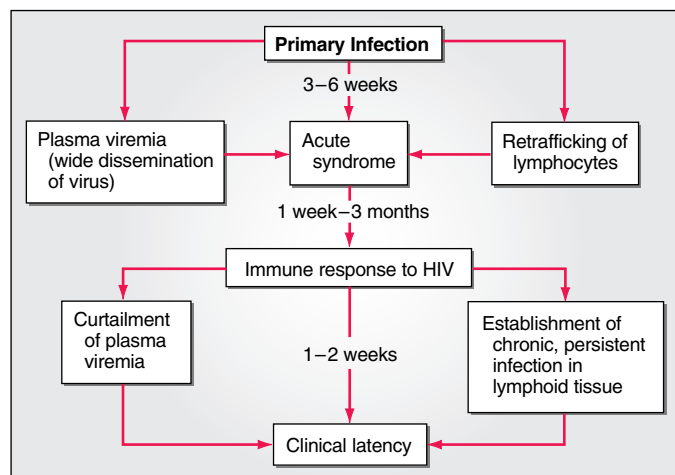 Primary Infection
3–6 weeks
Plasma viremia
(wide dissemination
of virus)
Acute
syndrome
Retrafficking of
lymphocytes
1 week–3 months
Immune response to HIV
Curtailment
of plasma
viremia
1–2 weeks
Establishment of
chronic, persistent
infection in
lymphoid tissue
Clinical latency